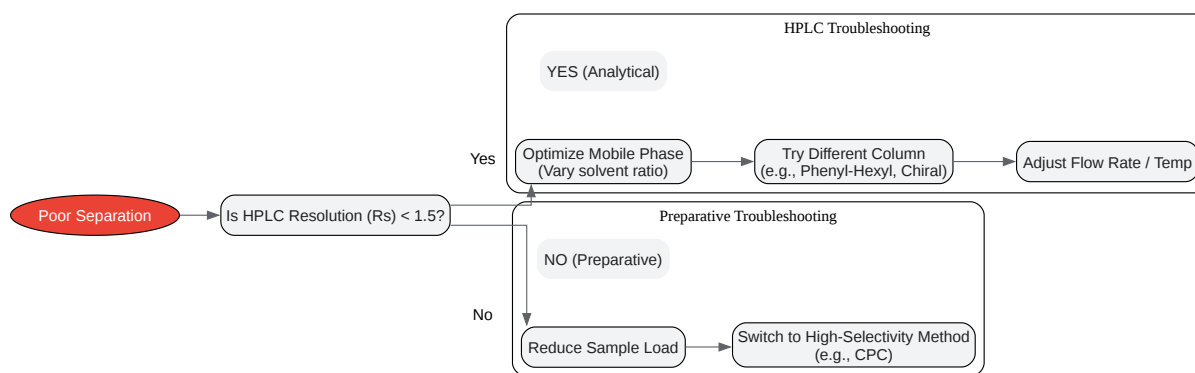 HPLC Troubleshooting
YES (Analytical)
Yes
Optimize Mobile Phase
(Vary solvent ratio)
Try Different Column
(e.g., Phenyl-Hexyl, Chiral)
Adjust Flow Rate / Temp
Poor Separation
Is HPLC Resolution (Rs) < 1.5?
Preparative Troubleshooting
NO (Preparative)
No
Reduce Sample Load
Switch to High-Selectivity Method
(e.g., CPC)